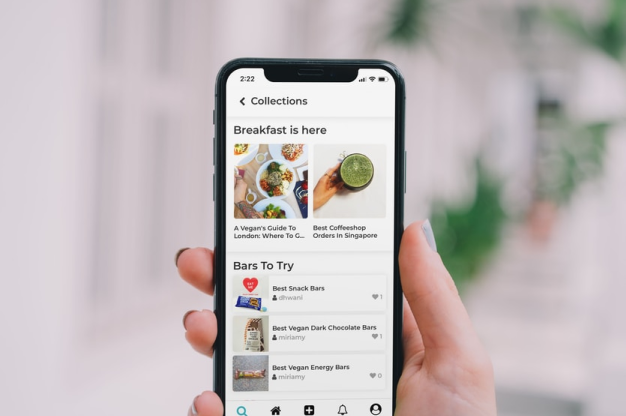 2:22
Collections
Breakfast is here
A Vegan's Guide To
London: Where To G...
Best Coffeeshop
Orders In Singapore
Bars To Try
Best Snack Bars
dhwani
1
Best Vegan Dark Chocolate Bars
miriamy
1
Best Vegan Energy Bars
miriamy
0